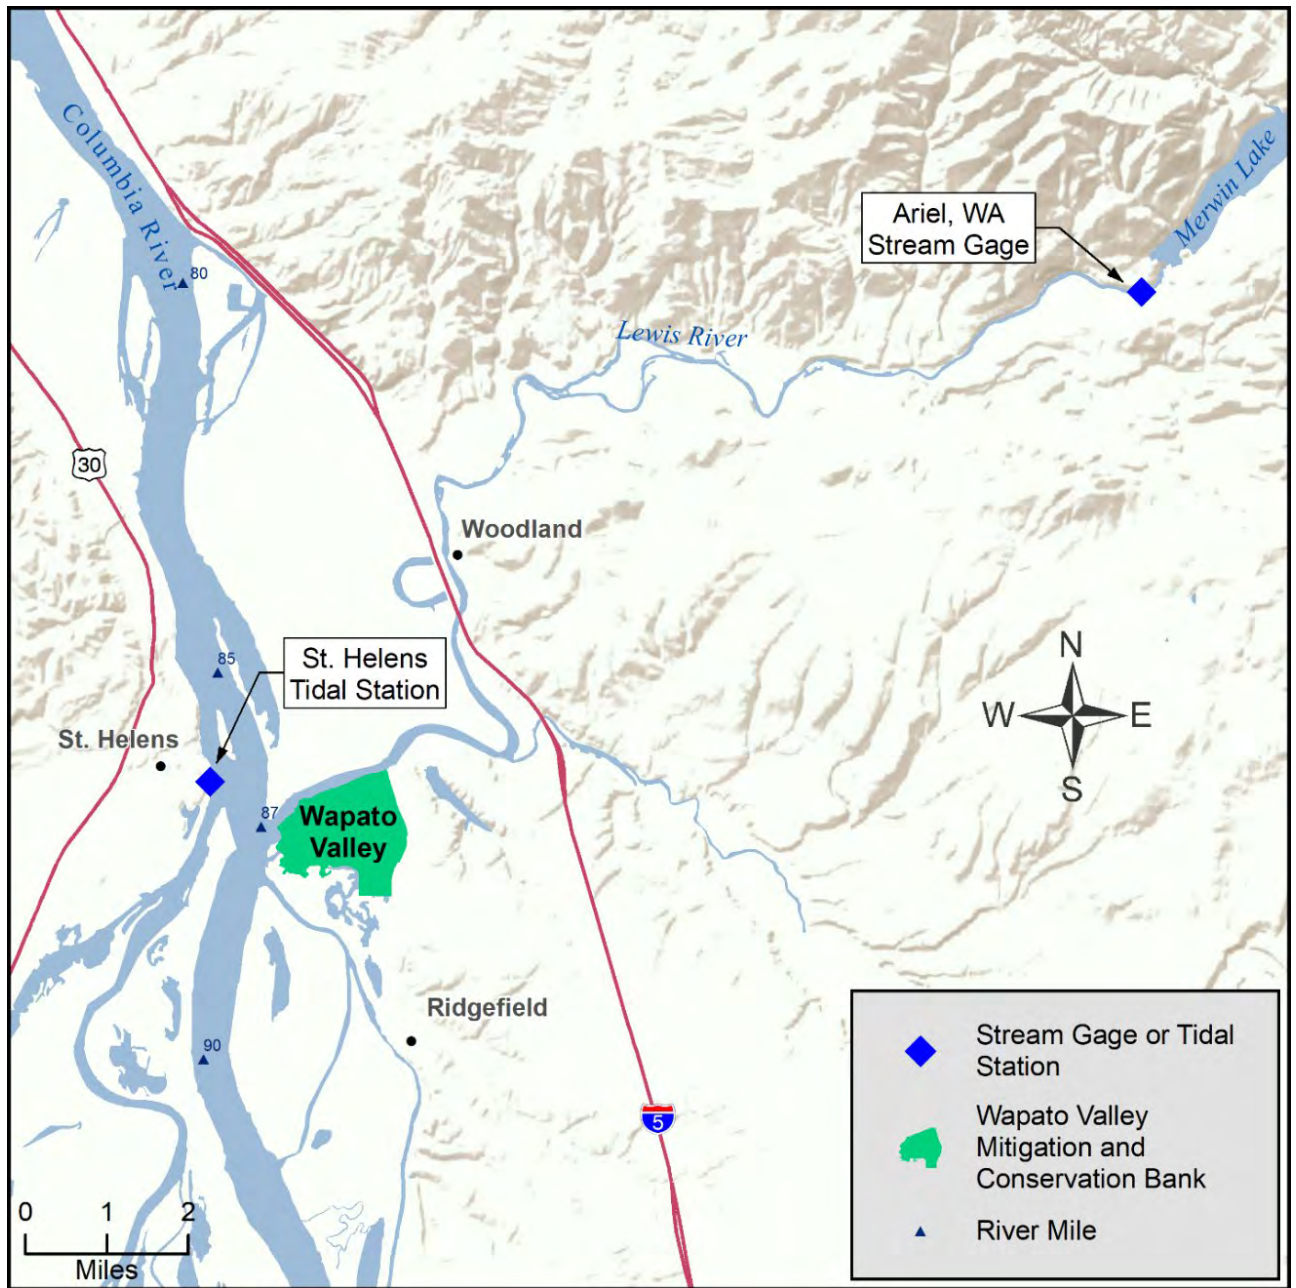 Columbia River
80
Ariel, WA
Stream Gage
Merwin Lake
Lewis River
30
Woodland
85
St. Helens
Tidal Station
N
W
E
S
St. Helens
87
Wapato
Valley
Ridgefield
90
5
0 1 2
Miles
Stream Gage or Tidal
Station
Wapato Valley
Mitigation and
Conservation Bank
River Mile